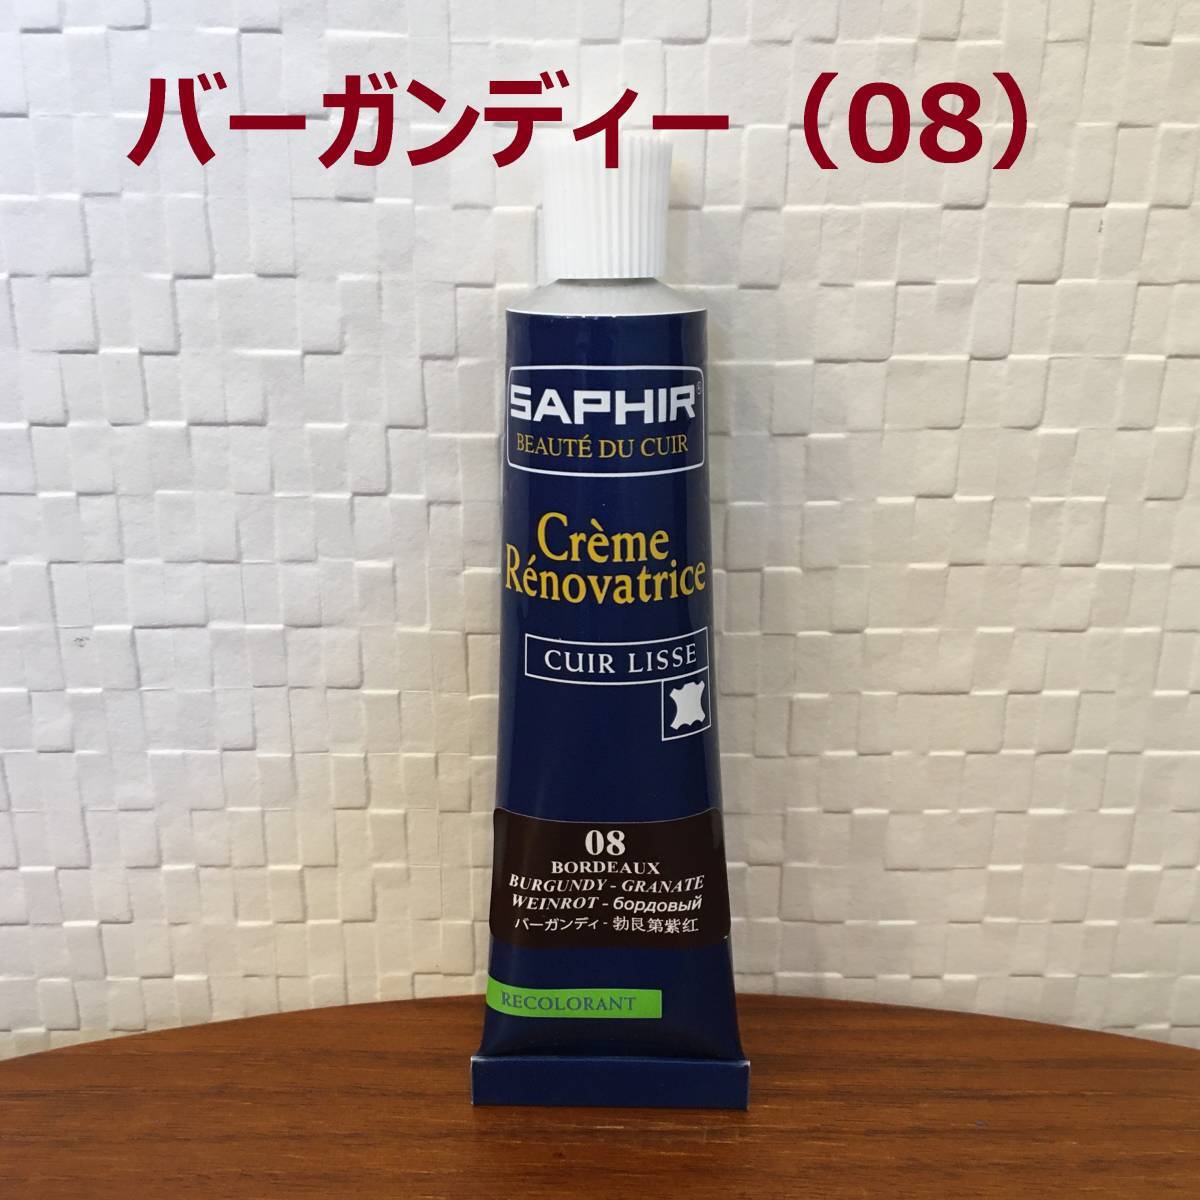 バーガンディー（08）
SAPHIR®
BEAUTÉ DU CUIR
Crème
Rénovatrice
CUIR LISSE
08
BORDEAUX
BURGUNDY - GRANATE
WEINROT - бордовый
バーガンディ - 勃艮第紫红
RECOLORANT